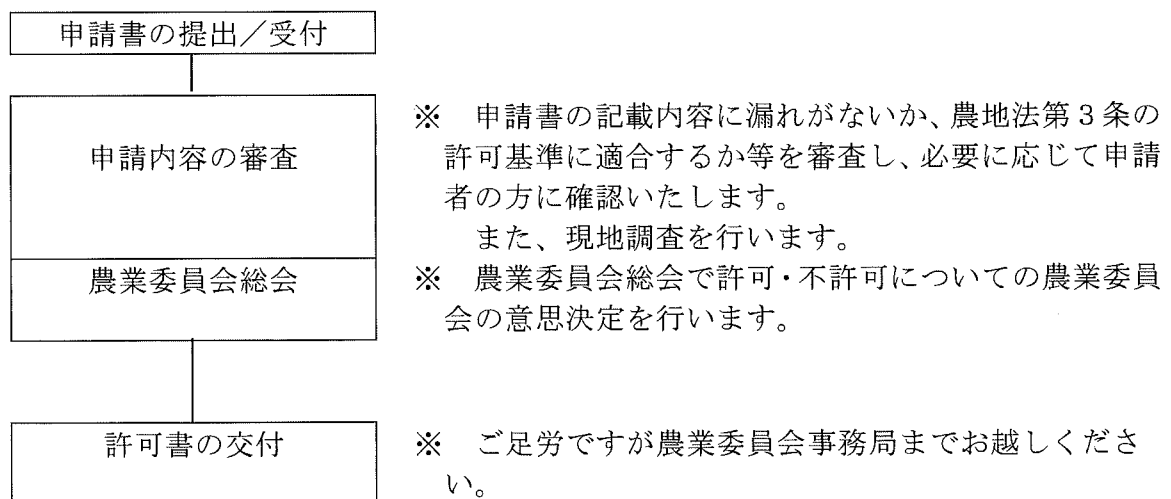 申請書の提出／受付
申請内容の審査
※　申請書の記載内容に漏れがないか、農地法第３条の
許可基準に適合するか等を審査し、必要に応じて申請
者の方に確認いたします。
また、現地調査を行います。
農業委員会総会
※　農業委員会総会で許可・不許可についての農業委員
会の意思決定を行います。
許可書の交付
※　ご足労ですが農業委員会事務局までお越しくださ
い。